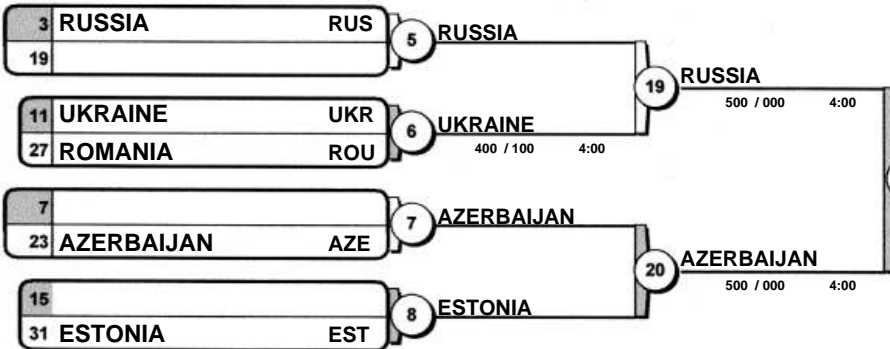 3 RUSSIA RUS
19
5 RUSSIA
11 UKRAINE UKR
27 ROMANIA ROU
6 UKRAINE
400 / 100 4:00
19 RUSSIA
500 / 000 4:00
7
23 AZERBAIJAN AZE
7 AZERBAIJAN
15
31 ESTONIA EST
8 ESTONIA
20 AZERBAIJAN
500 / 000 4:00